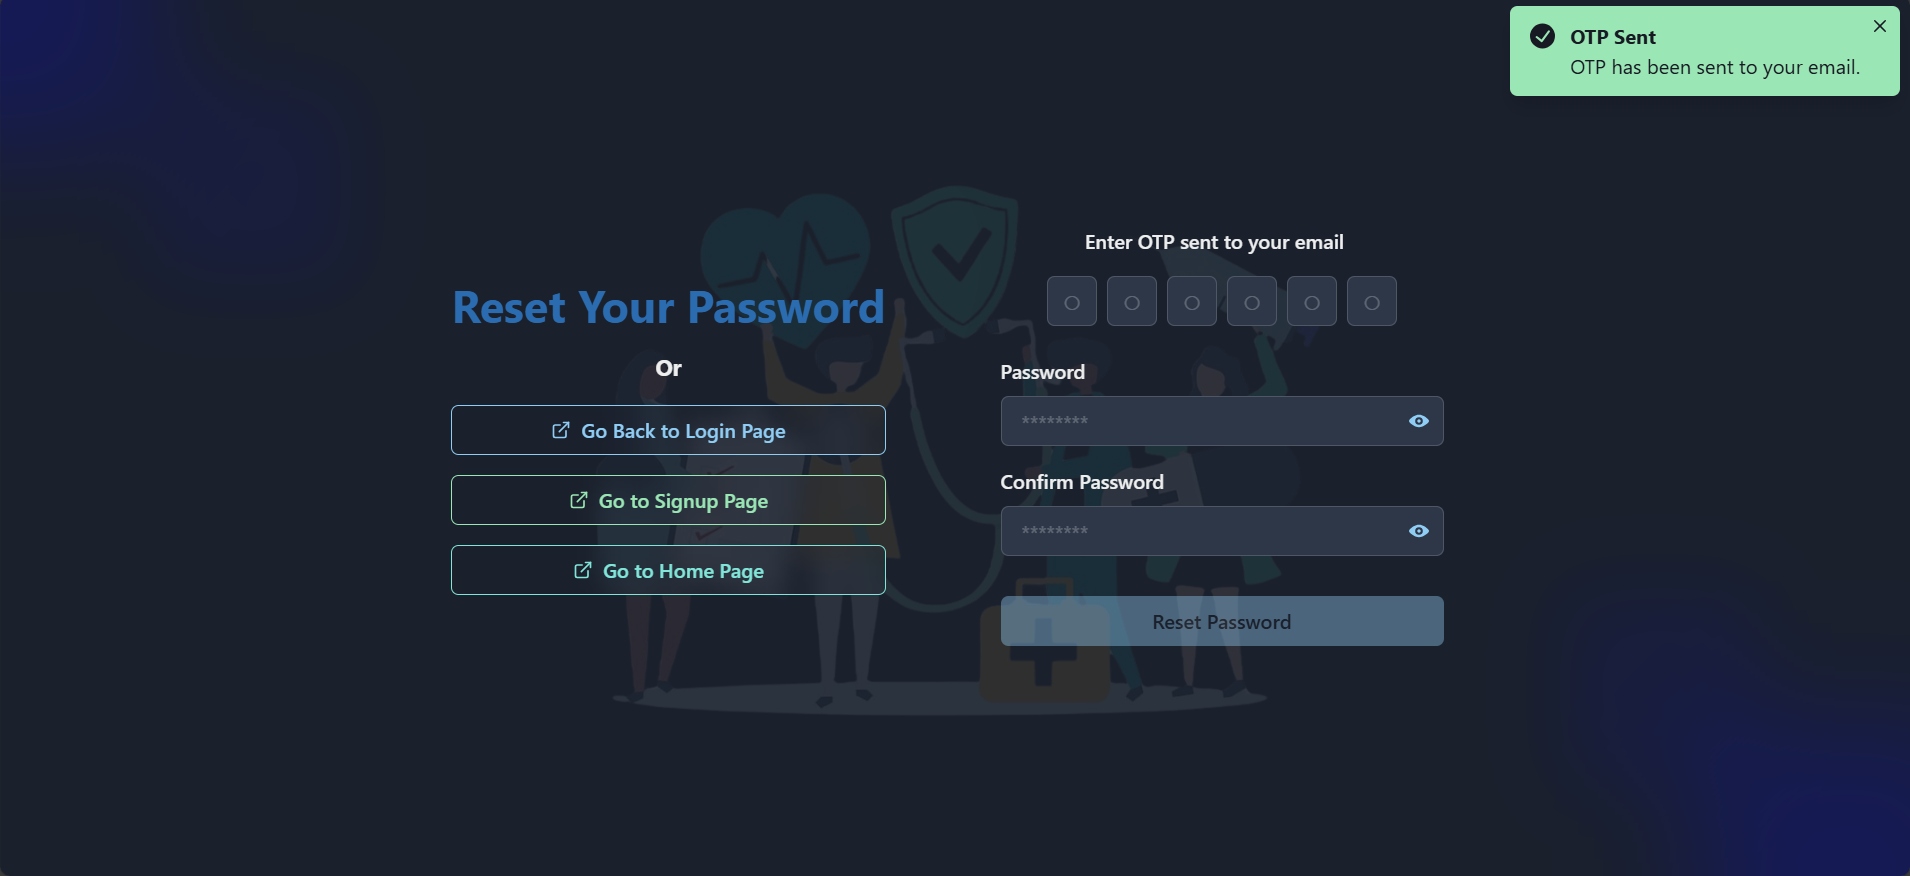 OTP Sent
OTP has been sent to your email.
Reset Your Password
Or
Go Back to Login Page
Go to Signup Page
Go to Home Page
Enter OTP sent to your email
Password
********
Confirm Password
********
Reset Password